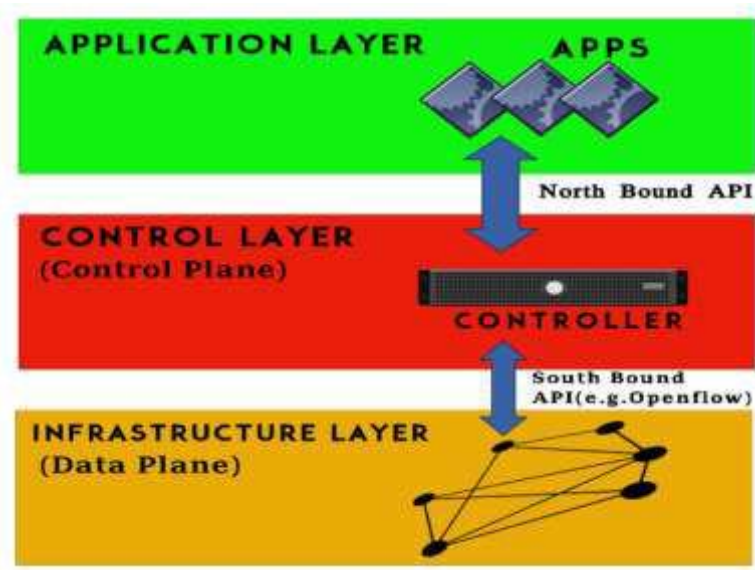 APPLICATION LAYER
APPS
North Bound API
CONTROL LAYER
(Control Plane)
CONTROLLER
South Bound
API(e.g.Openflow)
INFRASTRUCTURE LAYER
(Data Plane)